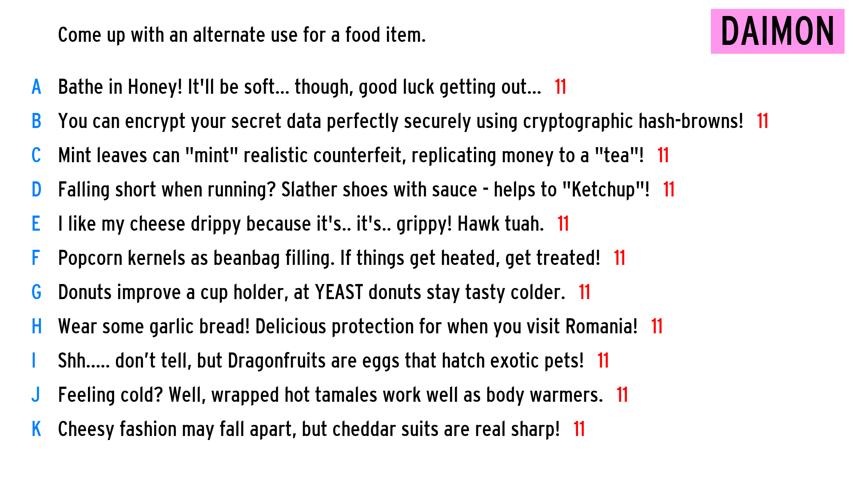 Come up with an alternate use for a food item.
DAIMON
A Bathe in Honey! It'll be soft... though, good luck getting out... 11
B You can encrypt your secret data perfectly securely using cryptographic hash-browns! 11
C Mint leaves can "mint" realistic counterfeit, replicating money to a "tea"! 11
D Falling short when running? Slather shoes with sauce - helps to "Ketchup"! 11
E I like my cheese drippy because it's.. it's.. grippy! Hawk tuah. 11
F Popcorn kernels as beanbag filling. If things get heated, get treated! 11
G Donuts improve a cup holder, at YEAST donuts stay tasty colder. 11
H Wear some garlic bread! Delicious protection for when you visit Romania! 11
I Shh..... don’t tell, but Dragonfruits are eggs that hatch exotic pets! 11
J Feeling cold? Well, wrapped hot tamales work well as body warmers. 11
K Cheesy fashion may fall apart, but cheddar suits are real sharp! 11